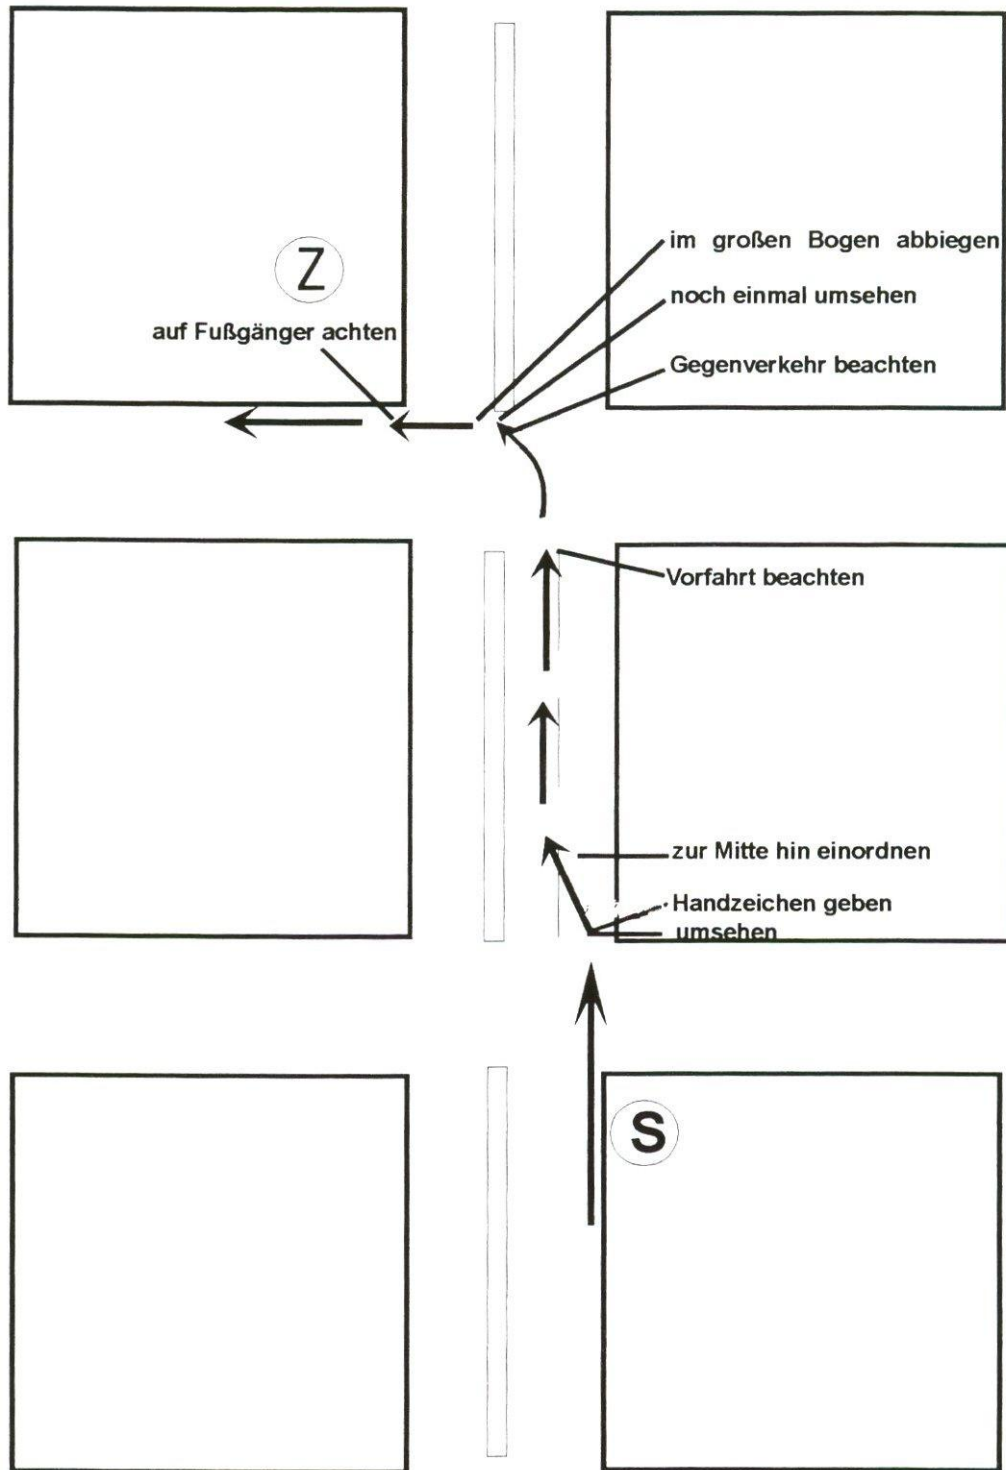 im großen Bogen abbiegen
Z
noch einmal umsehen
auf Fußgänger achten
Gegenverkehr beachten
Vorfahrt beachten
zur Mitte hin einordnen
Handzeichen geben
umsehen
S